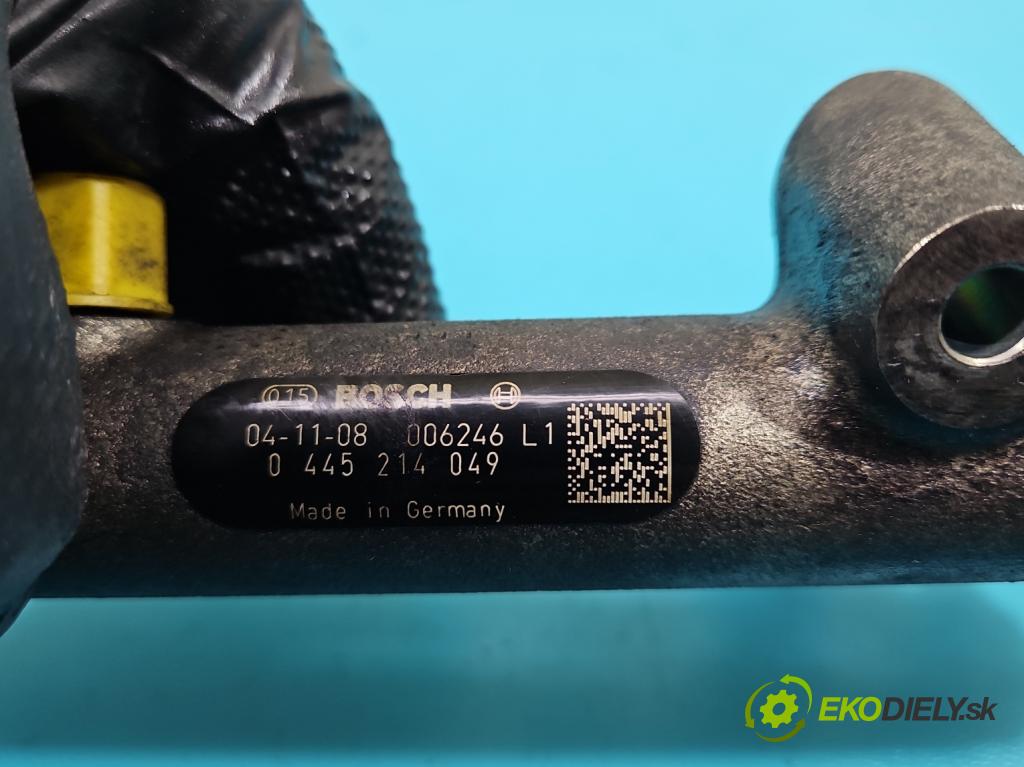 015 BOSCH H
04-11-08 006246 L1
0 445 214 049
Made in Germany
EKODIELY.sk